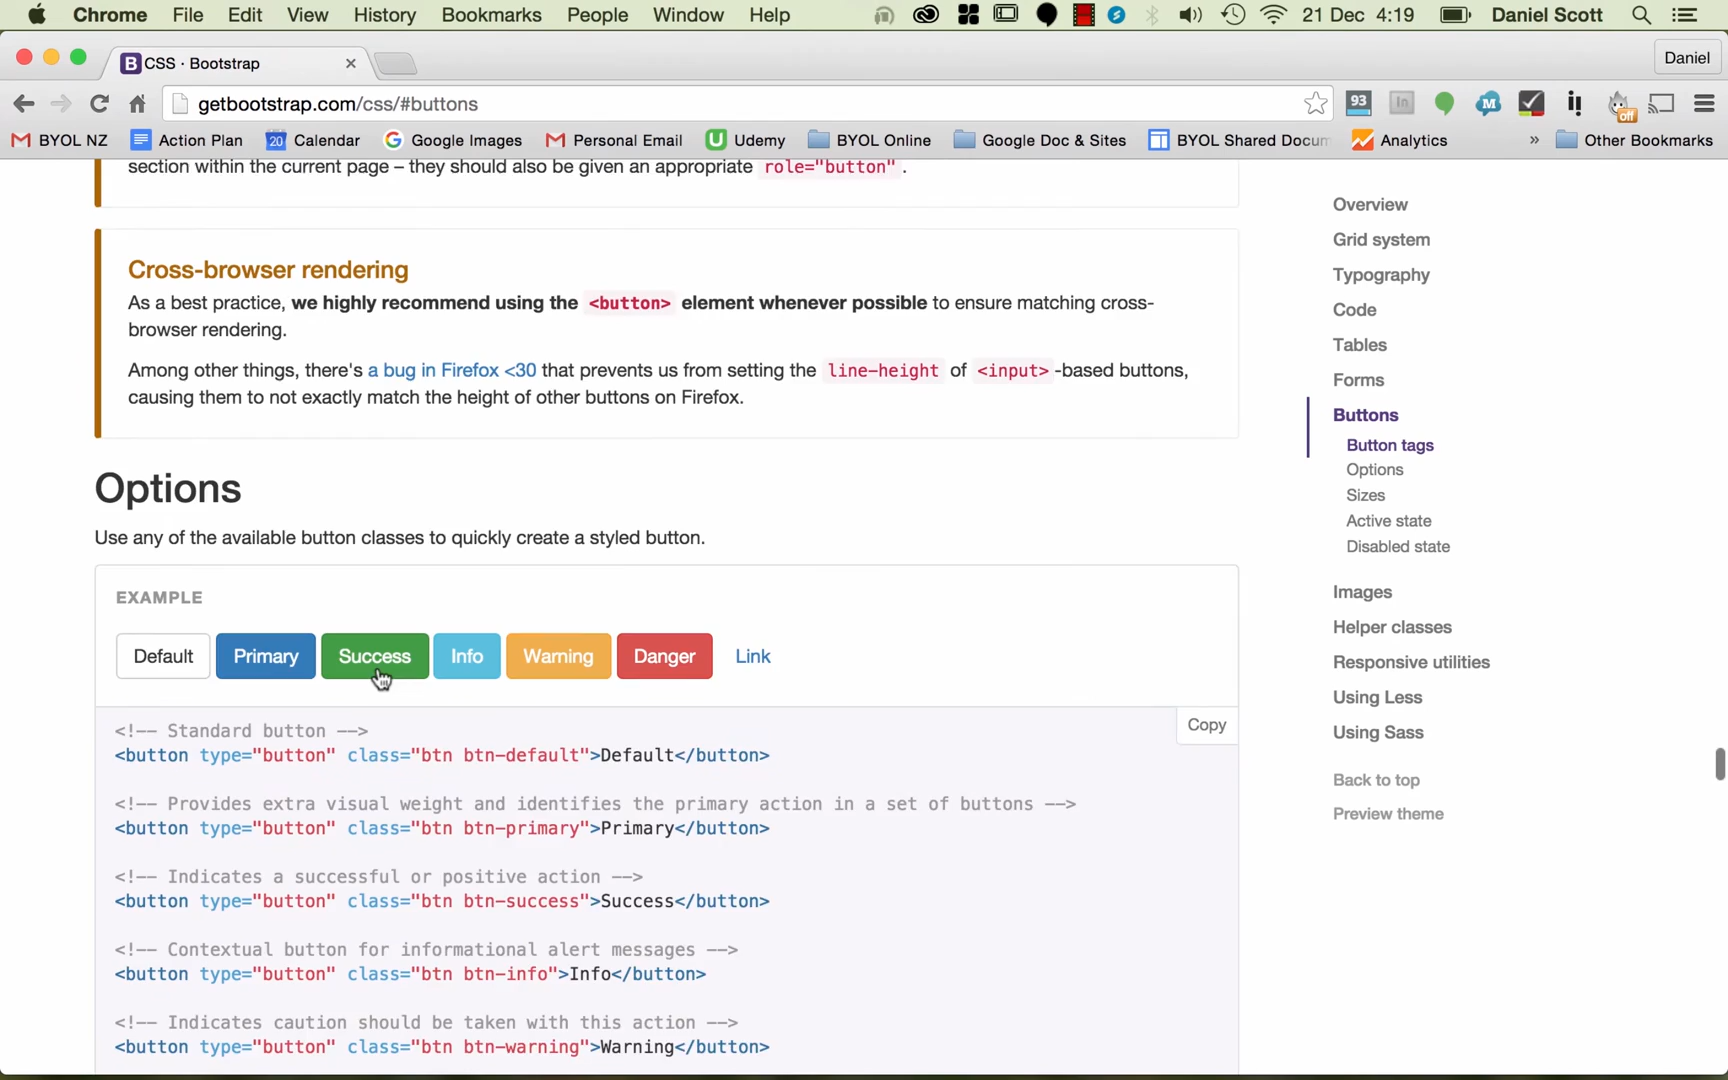 Chrome File Edit View History Bookmarks People Window Help 21 Dec 4:19 Daniel Scott
B CSS · Bootstrap Daniel
getbootstrap.com/css/#buttons 93 In M off
BYOL NZ Action Plan 20 Calendar Google Images Personal Email Udemy BYOL Online Google Doc & Sites BYOL Shared Docum Analytics » Other Bookmarks
section within the current page – they should also be given an appropriate role="button" .
Cross-browser rendering
As a best practice, we highly recommend using the <button> element whenever possible to ensure matching cross-
browser rendering.
Among other things, there's a bug in Firefox <30 that prevents us from setting the line-height of <input> -based buttons,
causing them to not exactly match the height of other buttons on Firefox.
Options
Use any of the available button classes to quickly create a styled button.
EXAMPLE
Default Primary Success Info Warning Danger Link
Copy
<!-- Standard button -->
<button type="button" class="btn btn-default">Default</button>
<!-- Provides extra visual weight and identifies the primary action in a set of buttons -->
<button type="button" class="btn btn-primary">Primary</button>
<!-- Indicates a successful or positive action -->
<button type="button" class="btn btn-success">Success</button>
<!-- Contextual button for informational alert messages -->
<button type="button" class="btn btn-info">Info</button>
<!-- Indicates caution should be taken with this action -->
<button type="button" class="btn btn-warning">Warning</button>
Overview
Grid system
Typography
Code
Tables
Forms
Buttons
Button tags
Options
Sizes
Active state
Disabled state
Images
Helper classes
Responsive utilities
Using Less
Using Sass
Back to top
Preview theme